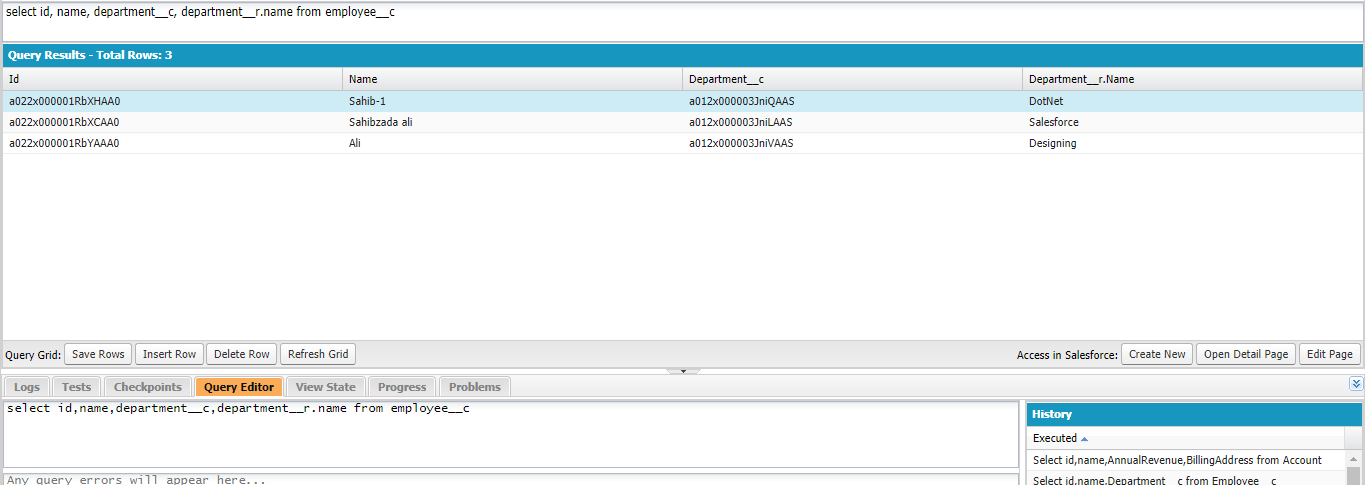 select id, name, department__c, department__r.name from employee__c
Query Results - Total Rows: 3
Id Name Department__c Department__r.Name
a022x000001RbXHAA0 Sahib-1 a012x000003JniQAAS DotNet
a022x000001RbXCAA0 Sahibzada ali a012x000003JniLAAS Salesforce
a022x000001RbYAAA0 Ali a012x000003JniVAAS Designing
Query Grid: Save Rows Insert Row Delete Row Refresh Grid Access in Salesforce: Create New Open Detail Page Edit Page
Logs Tests Checkpoints Query Editor View State Progress Problems
select id,name,department__c,department__r.name from employee__c
History
Executed
Select id,name,AnnualRevenue,BillingAddress from Account
Select id,name,Department__c from Employee__c
Any query errors will appear here...